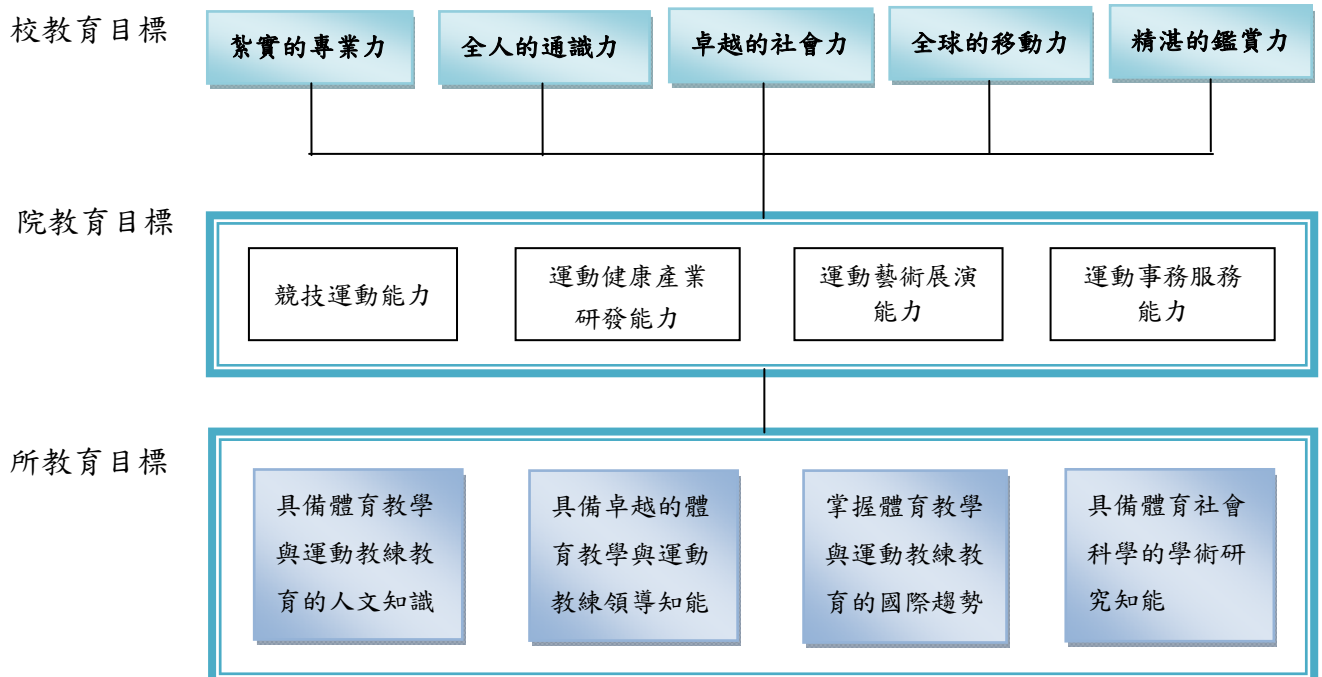 校教育目標
紮實的專業力
全人的通識力
卓越的社會力
全球的移動力
精湛的鑑賞力
院教育目標
競技運動能力
運動健康產業
研發能力
運動藝術展演
能力
運動事務服務
能力
所教育目標
具備體育教學
與運動教練教
育的人文知識
具備卓越的體
育教學與運動
教練領導知能
掌握體育教學
與運動教練教
育的國際趨勢
具備體育社會
科學的學術研
究知能